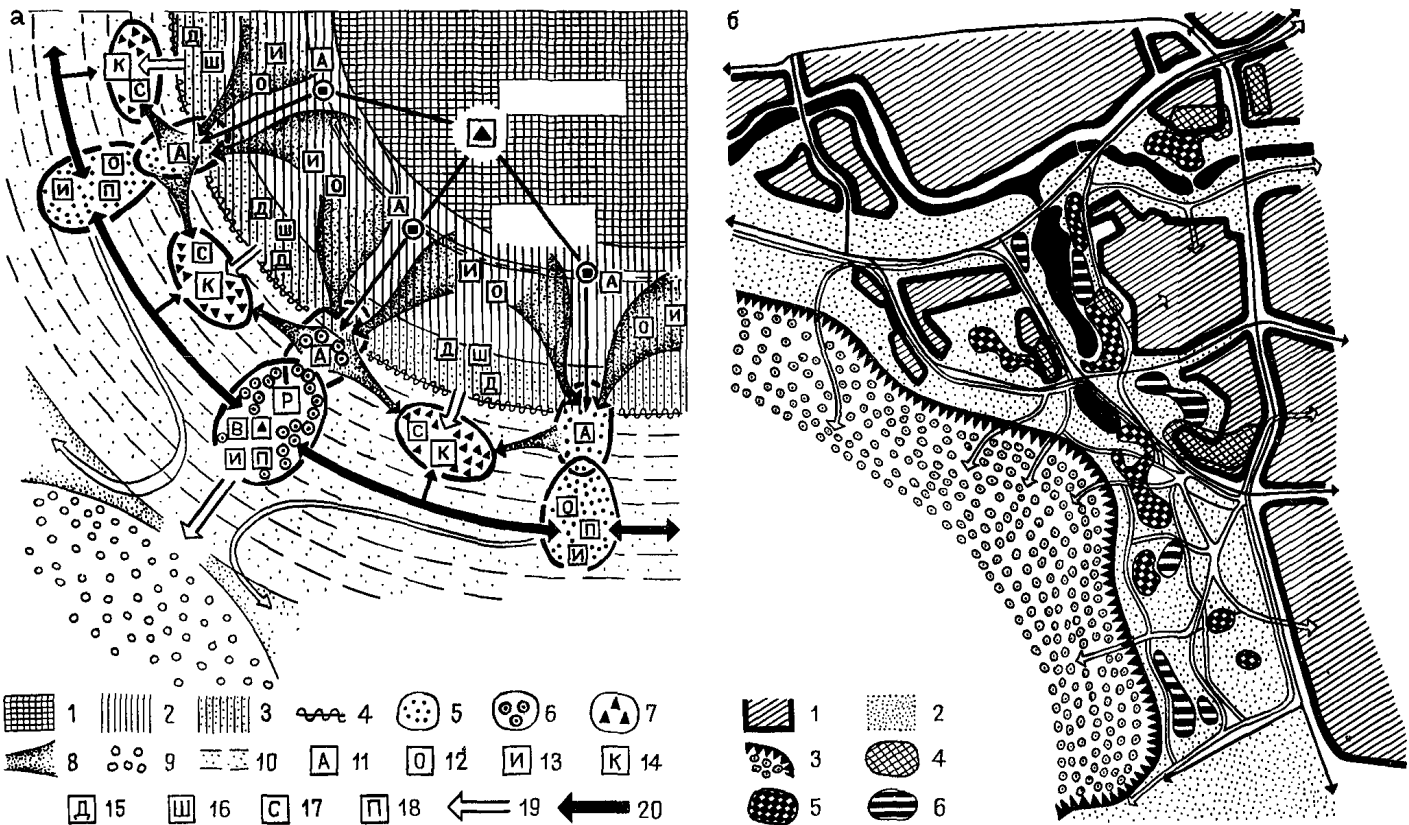 а
б
Д
И
А
К
Ш
С
О
А
О
И
И
П
О
А
Д
Ш
С
Д
К
И
А
О
И
О
А
Д
Ш
Д
Р
В
С
А
К
И П
О
П
И
1 2 3 4 5 6 7
8 9 10 А 11 О 12 И 13 К 14
Д 15 Ш 16 С 17 П 18 19 20
1 2
3 4
5 6